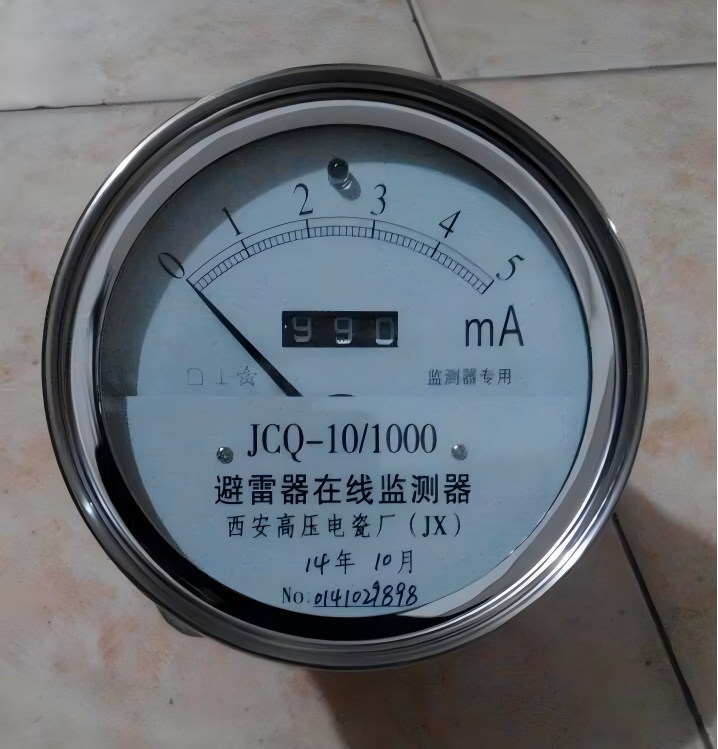 0 1 2 3 4 5
990
mA
监测器专用
JCQ-10/1000
避雷器在线监测器
西安高压电瓷厂(JX)
14年 10月
No:0141029898